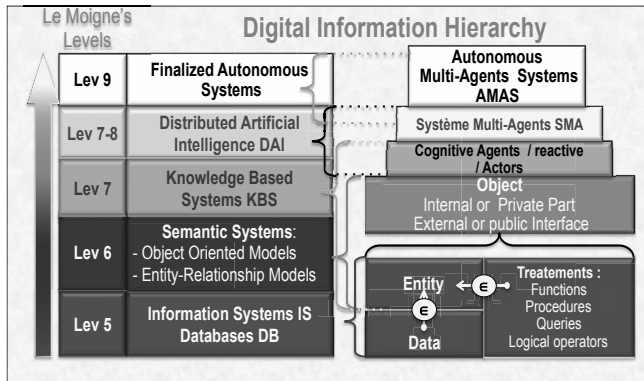 Le Moigne's
Levels
Digital Information Hierarchy
Lev 9
Finalized Autonomous
Systems
Lev 7-8
Distributed Artificial
Intelligence DAI
Lev 7
Knowledge Based
Systems KBS
Lev 6
Semantic Systems:
- Object Oriented Models
- Entity-Relationship Models
Lev 5
Information Systems IS
Databases DB
Autonomous
Multi-Agents Systems
AMAS
Système Multi-Agents SMA
Cognitive Agents / reactive
/ Actors
Object
Internal or Private Part
External or public Interface
Entity
∈
∈
Data
Treatements :
Functions
Procedures
Queries
Logical operators